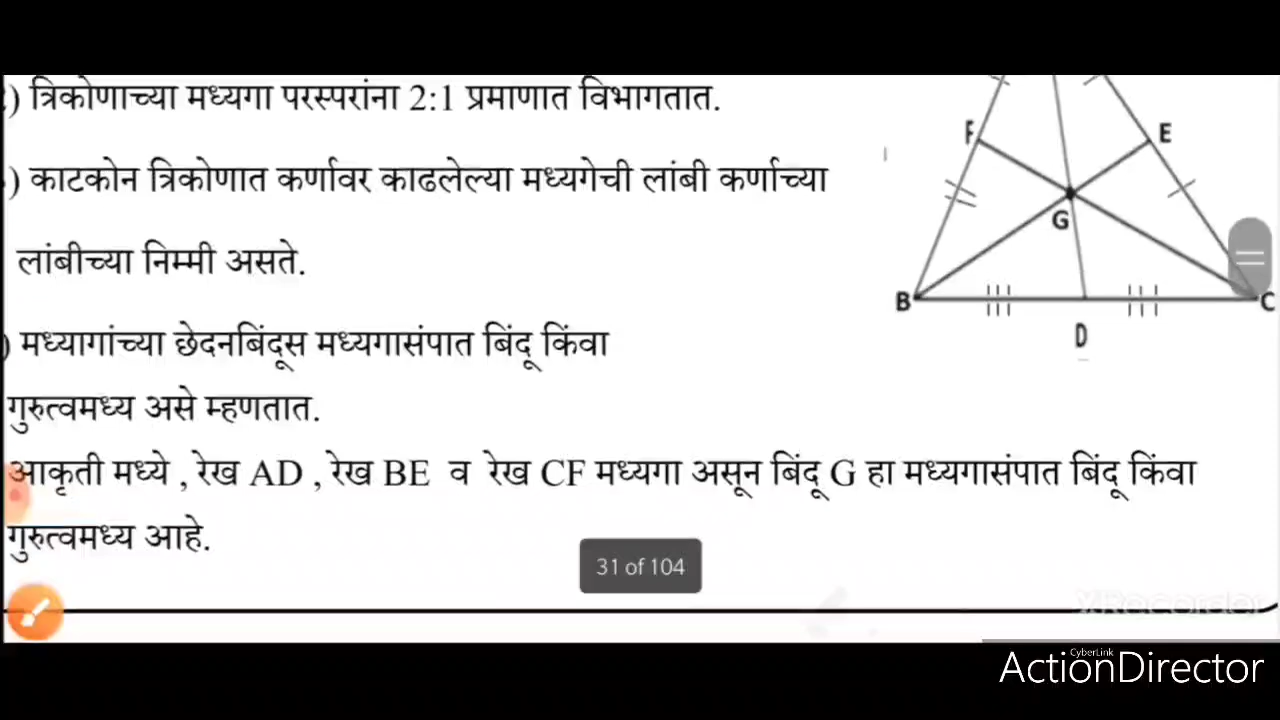 ) त्रिकोणाच्या मध्यगा परस्परांना 2:1 प्रमाणात विभागतात.
) काटकोन त्रिकोणात कर्णावर काढलेल्या मध्यगेची लांबी कर्णाच्या
लांबीच्या निम्मी असते.
) मध्यागांच्या छेदनबिंदूस मध्यगासंपात बिंदू किंवा
गुरुत्वमध्य असे म्हणतात.
आकृती मध्ये , रेख AD , रेख BE व रेख CF मध्यगा असून बिंदू G हा मध्यगासंपात बिंदू किंवा
गुरुत्वमध्य आहे.
F E
G
B C
D
31 of 104
XRecorder
CyberLink
ActionDirector